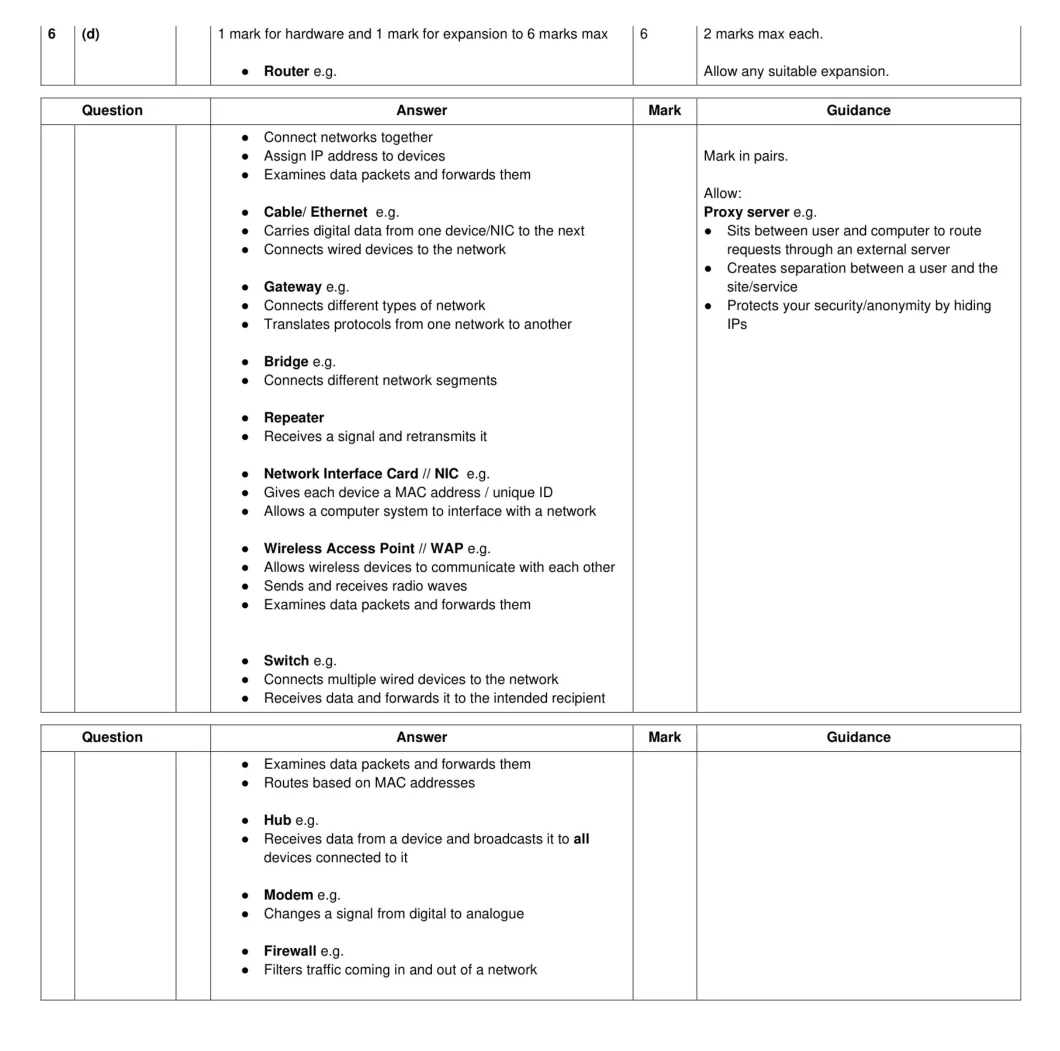 6 (d) 1 mark for hardware and 1 mark for expansion to 6 marks max 6 2 marks max each.
● Router e.g. Allow any suitable expansion.
Question Answer Mark Guidance
● Connect networks together
● Assign IP address to devices
● Examines data packets and forwards them
● Cable/ Ethernet e.g.
● Carries digital data from one device/NIC to the next
● Connects wired devices to the network
● Gateway e.g.
● Connects different types of network
● Translates protocols from one network to another
● Bridge e.g.
● Connects different network segments
● Repeater
● Receives a signal and retransmits it
● Network Interface Card // NIC e.g.
● Gives each device a MAC address / unique ID
● Allows a computer system to interface with a network
● Wireless Access Point // WAP e.g.
● Allows wireless devices to communicate with each other
● Sends and receives radio waves
● Examines data packets and forwards them
● Switch e.g.
● Connects multiple wired devices to the network
● Receives data and forwards it to the intended recipient
Mark in pairs.
Allow:
Proxy server e.g.
● Sits between user and computer to route
requests through an external server
● Creates separation between a user and the
site/service
● Protects your security/anonymity by hiding
IPs
Question Answer Mark Guidance
● Examines data packets and forwards them
● Routes based on MAC addresses
● Hub e.g.
● Receives data from a device and broadcasts it to all
devices connected to it
● Modem e.g.
● Changes a signal from digital to analogue
● Firewall e.g.
● Filters traffic coming in and out of a network